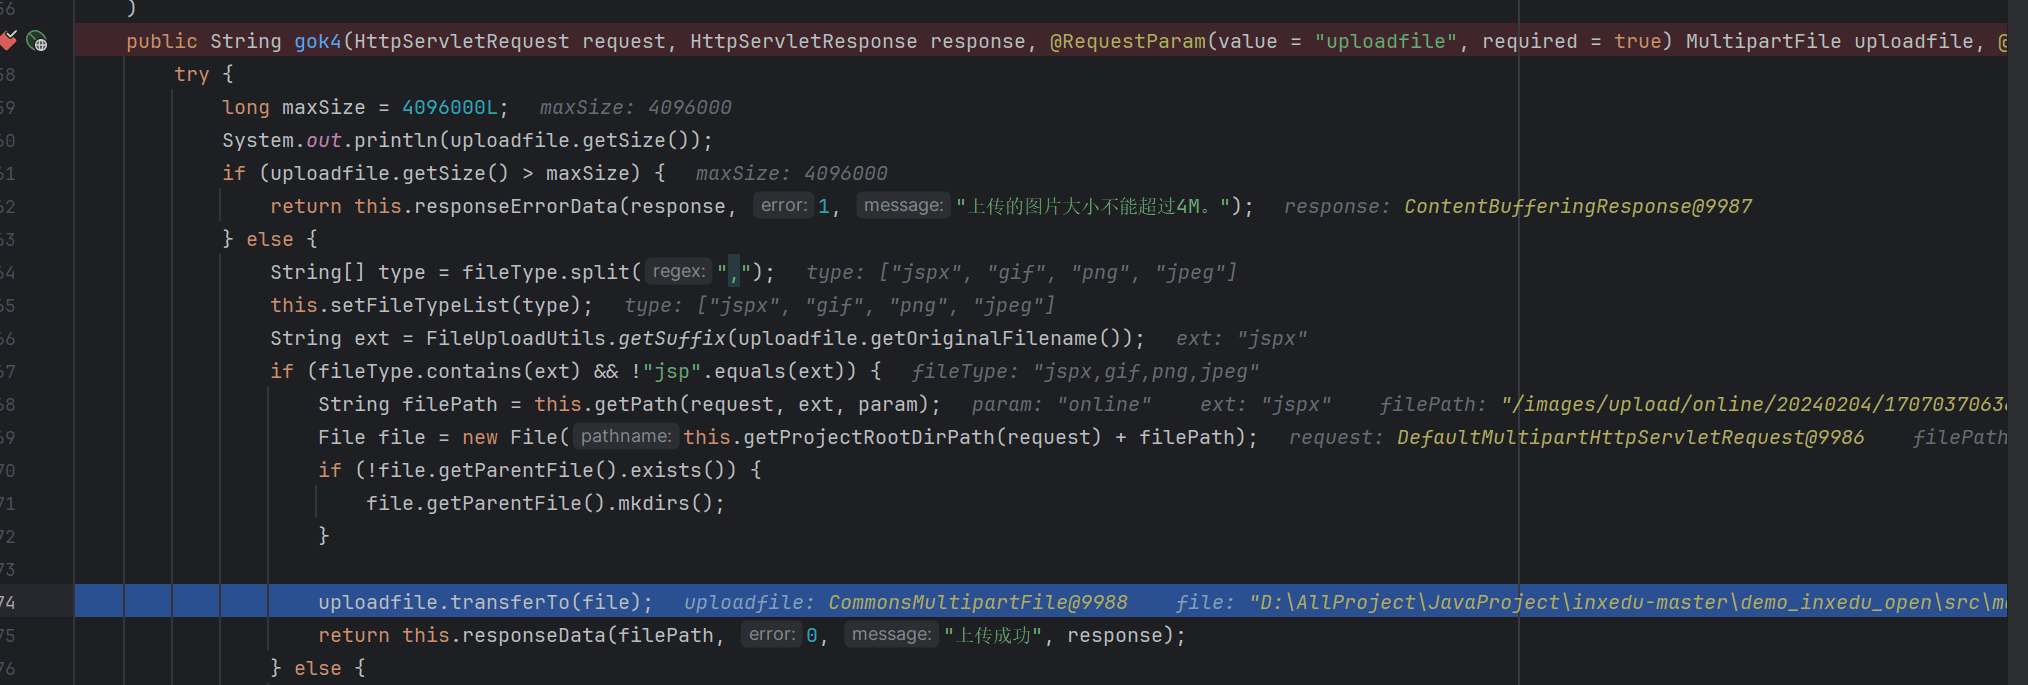 56 )
public String gok4(HttpServletRequest request, HttpServletResponse response, @RequestParam(value = "uploadfile", required = true) MultipartFile uploadfile, @
58 try {
59 long maxSize = 4096000L; maxSize: 4096000
60 System.out.println(uploadfile.getSize());
61 if (uploadfile.getSize() > maxSize) { maxSize: 4096000
62 return this.responseErrorData(response, error: 1, message: "上传的图片大小不能超过4M。"); response: ContentBufferingResponse@9987
63 } else {
64 String[] type = fileType.split( regex: ","); type: ["jspx", "gif", "png", "jpeg"]
65 this.setFileTypeList(type); type: ["jspx", "gif", "png", "jpeg"]
66 String ext = FileUploadUtils.getSuffix(uploadfile.getOriginalFilename()); ext: "jspx"
67 if (fileType.contains(ext) && !"jsp".equals(ext)) { fileType: "jspx,gif,png,jpeg"
68 String filePath = this.getPath(request, ext, param); param: "online" ext: "jspx" filePath: "/images/upload/online/20240204/1707037063
69 File file = new File( pathname: this.getProjectRootDirPath(request) + filePath); request: DefaultMultipartHttpServletRequest@9986 filePath
70 if (!file.getParentFile().exists()) {
71 file.getParentFile().mkdirs();
72 }
73
74 uploadfile.transferTo(file); uploadfile: CommonsMultipartFile@9988 file: "D:\AllProject\JavaProject\inxedu-master\demo_inxedu_open\src\m
75 return this.responseData(filePath, error: 0, message: "上传成功", response);
76 } else {